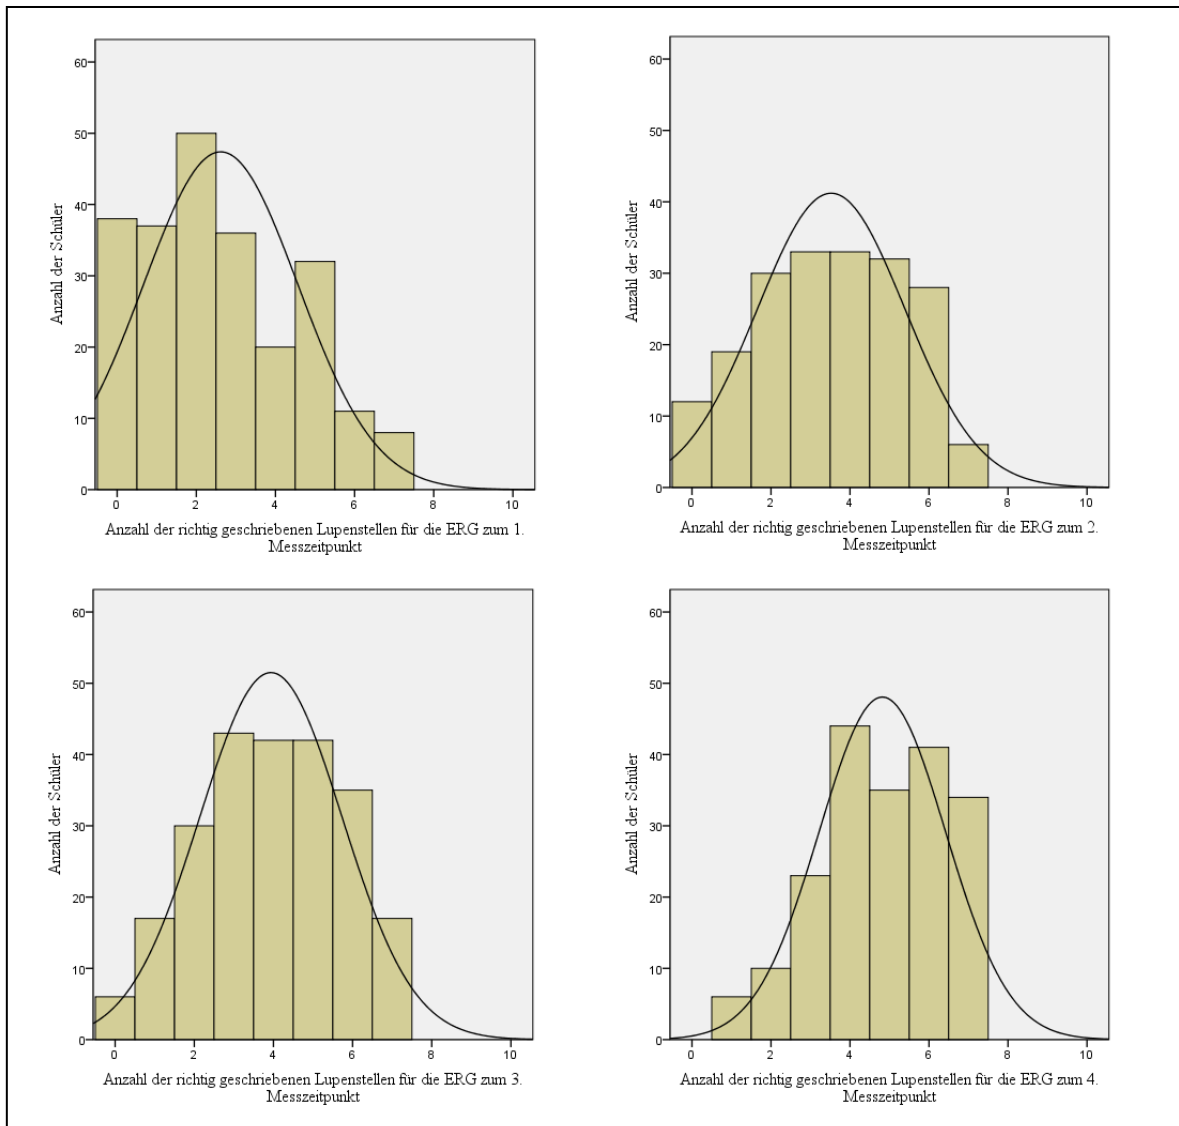 60
50
40
30
20
10
0
Anzahl der Schüler
0 2 4 6 8 10
Anzahl der richtig geschriebenen Lupenstellen für die ERG zum 1.
Messzeitpunkt
60
50
40
30
20
10
0
Anzahl der Schüler
0 2 4 6 8 10
Anzahl der richtig geschriebenen Lupenstellen für die ERG zum 2.
Messzeitpunkt
60
50
40
30
20
10
0
Anzahl der Schüler
0 2 4 6 8 10
Anzahl der richtig geschriebenen Lupenstellen für die ERG zum 3.
Messzeitpunkt
60
50
40
30
20
10
0
Anzahl der Schüler
0 2 4 6 8 10
Anzahl der richtig geschriebenen Lupenstellen für die ERG zum 4.
Messzeitpunkt